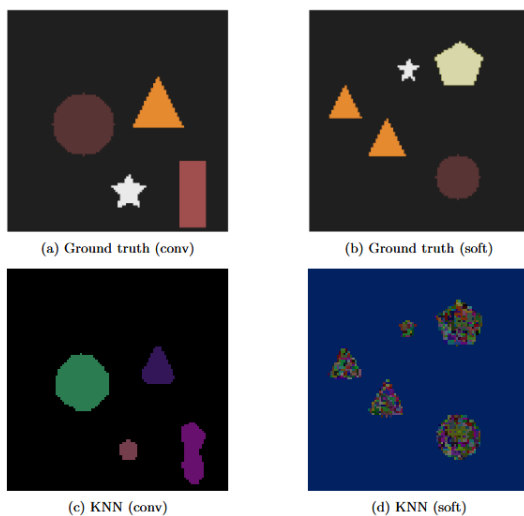 (a) Ground truth (conv)
(b) Ground truth (soft)
(c) KNN (conv)
(d) KNN (soft)